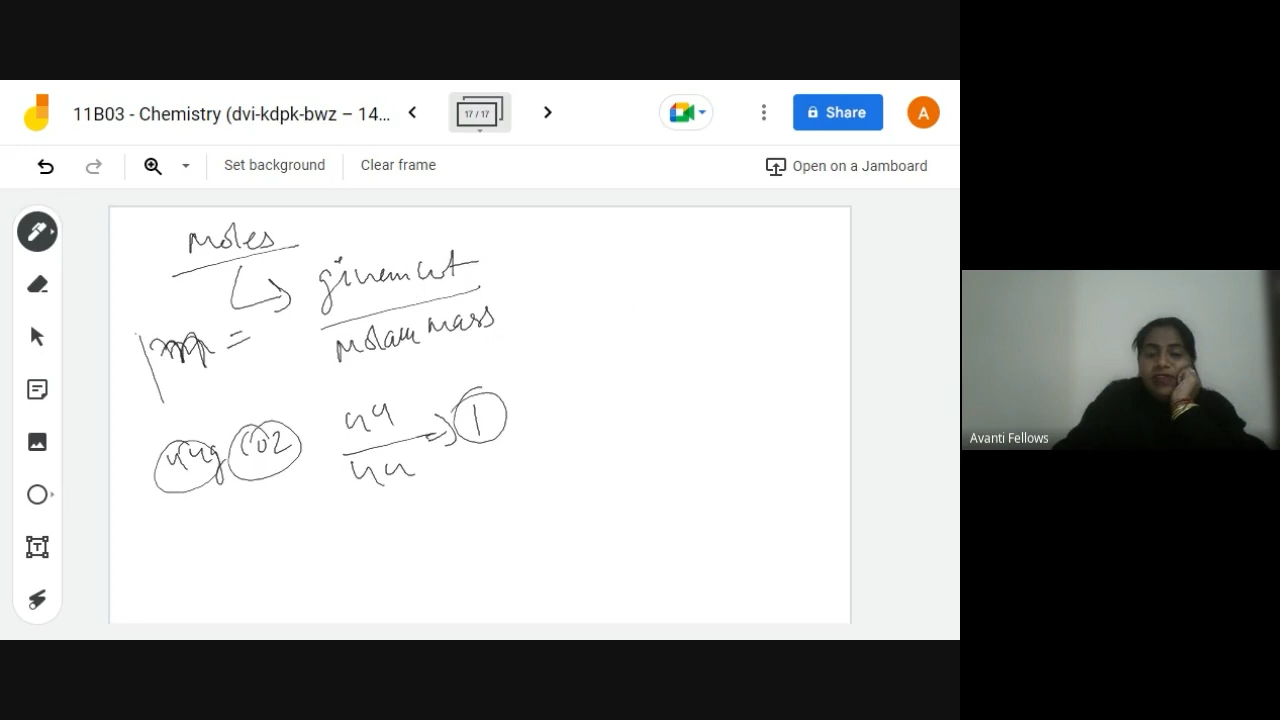 11B03 - Chemistry (dvi-kdpk-bwz – 14...
17 / 17
Share
A
Set background
Clear frame
Open on a Jamboard
moles
given wt
molar mass
=
44g CO2
44
44
1
Avanti Fellows